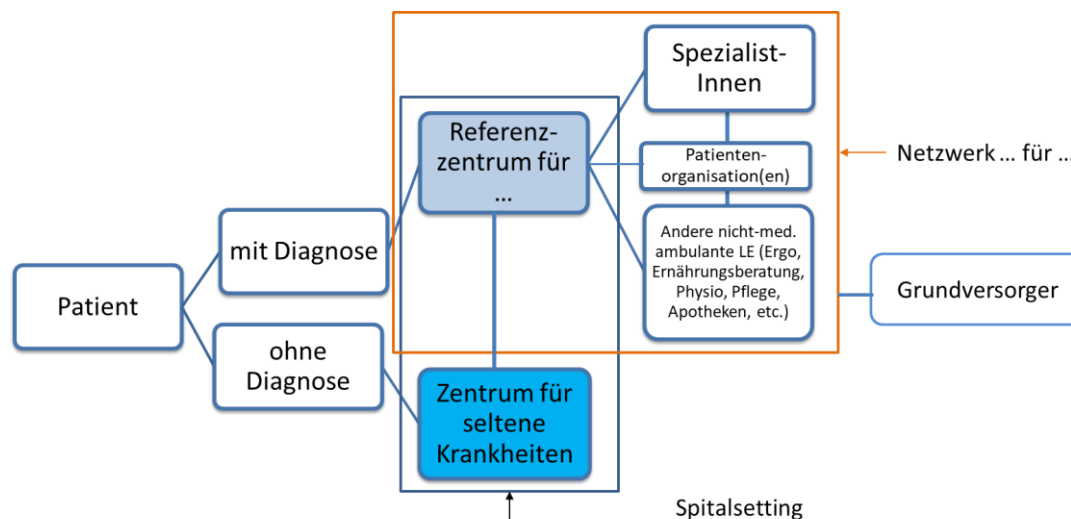 Spezialist-
Innen
Referenz-
zentrum für
...
Patienten-
organisation(en)
Netzwerk ... für ...
mit Diagnose
Andere nicht-med.
ambulante LE (Ergo,
Ernährungsberatung,
Physio, Pflege,
Apotheken, etc.)
Patient
Grundversorger
ohne
Diagnose
Zentrum für
seltene
Krankheiten
Spitalsetting